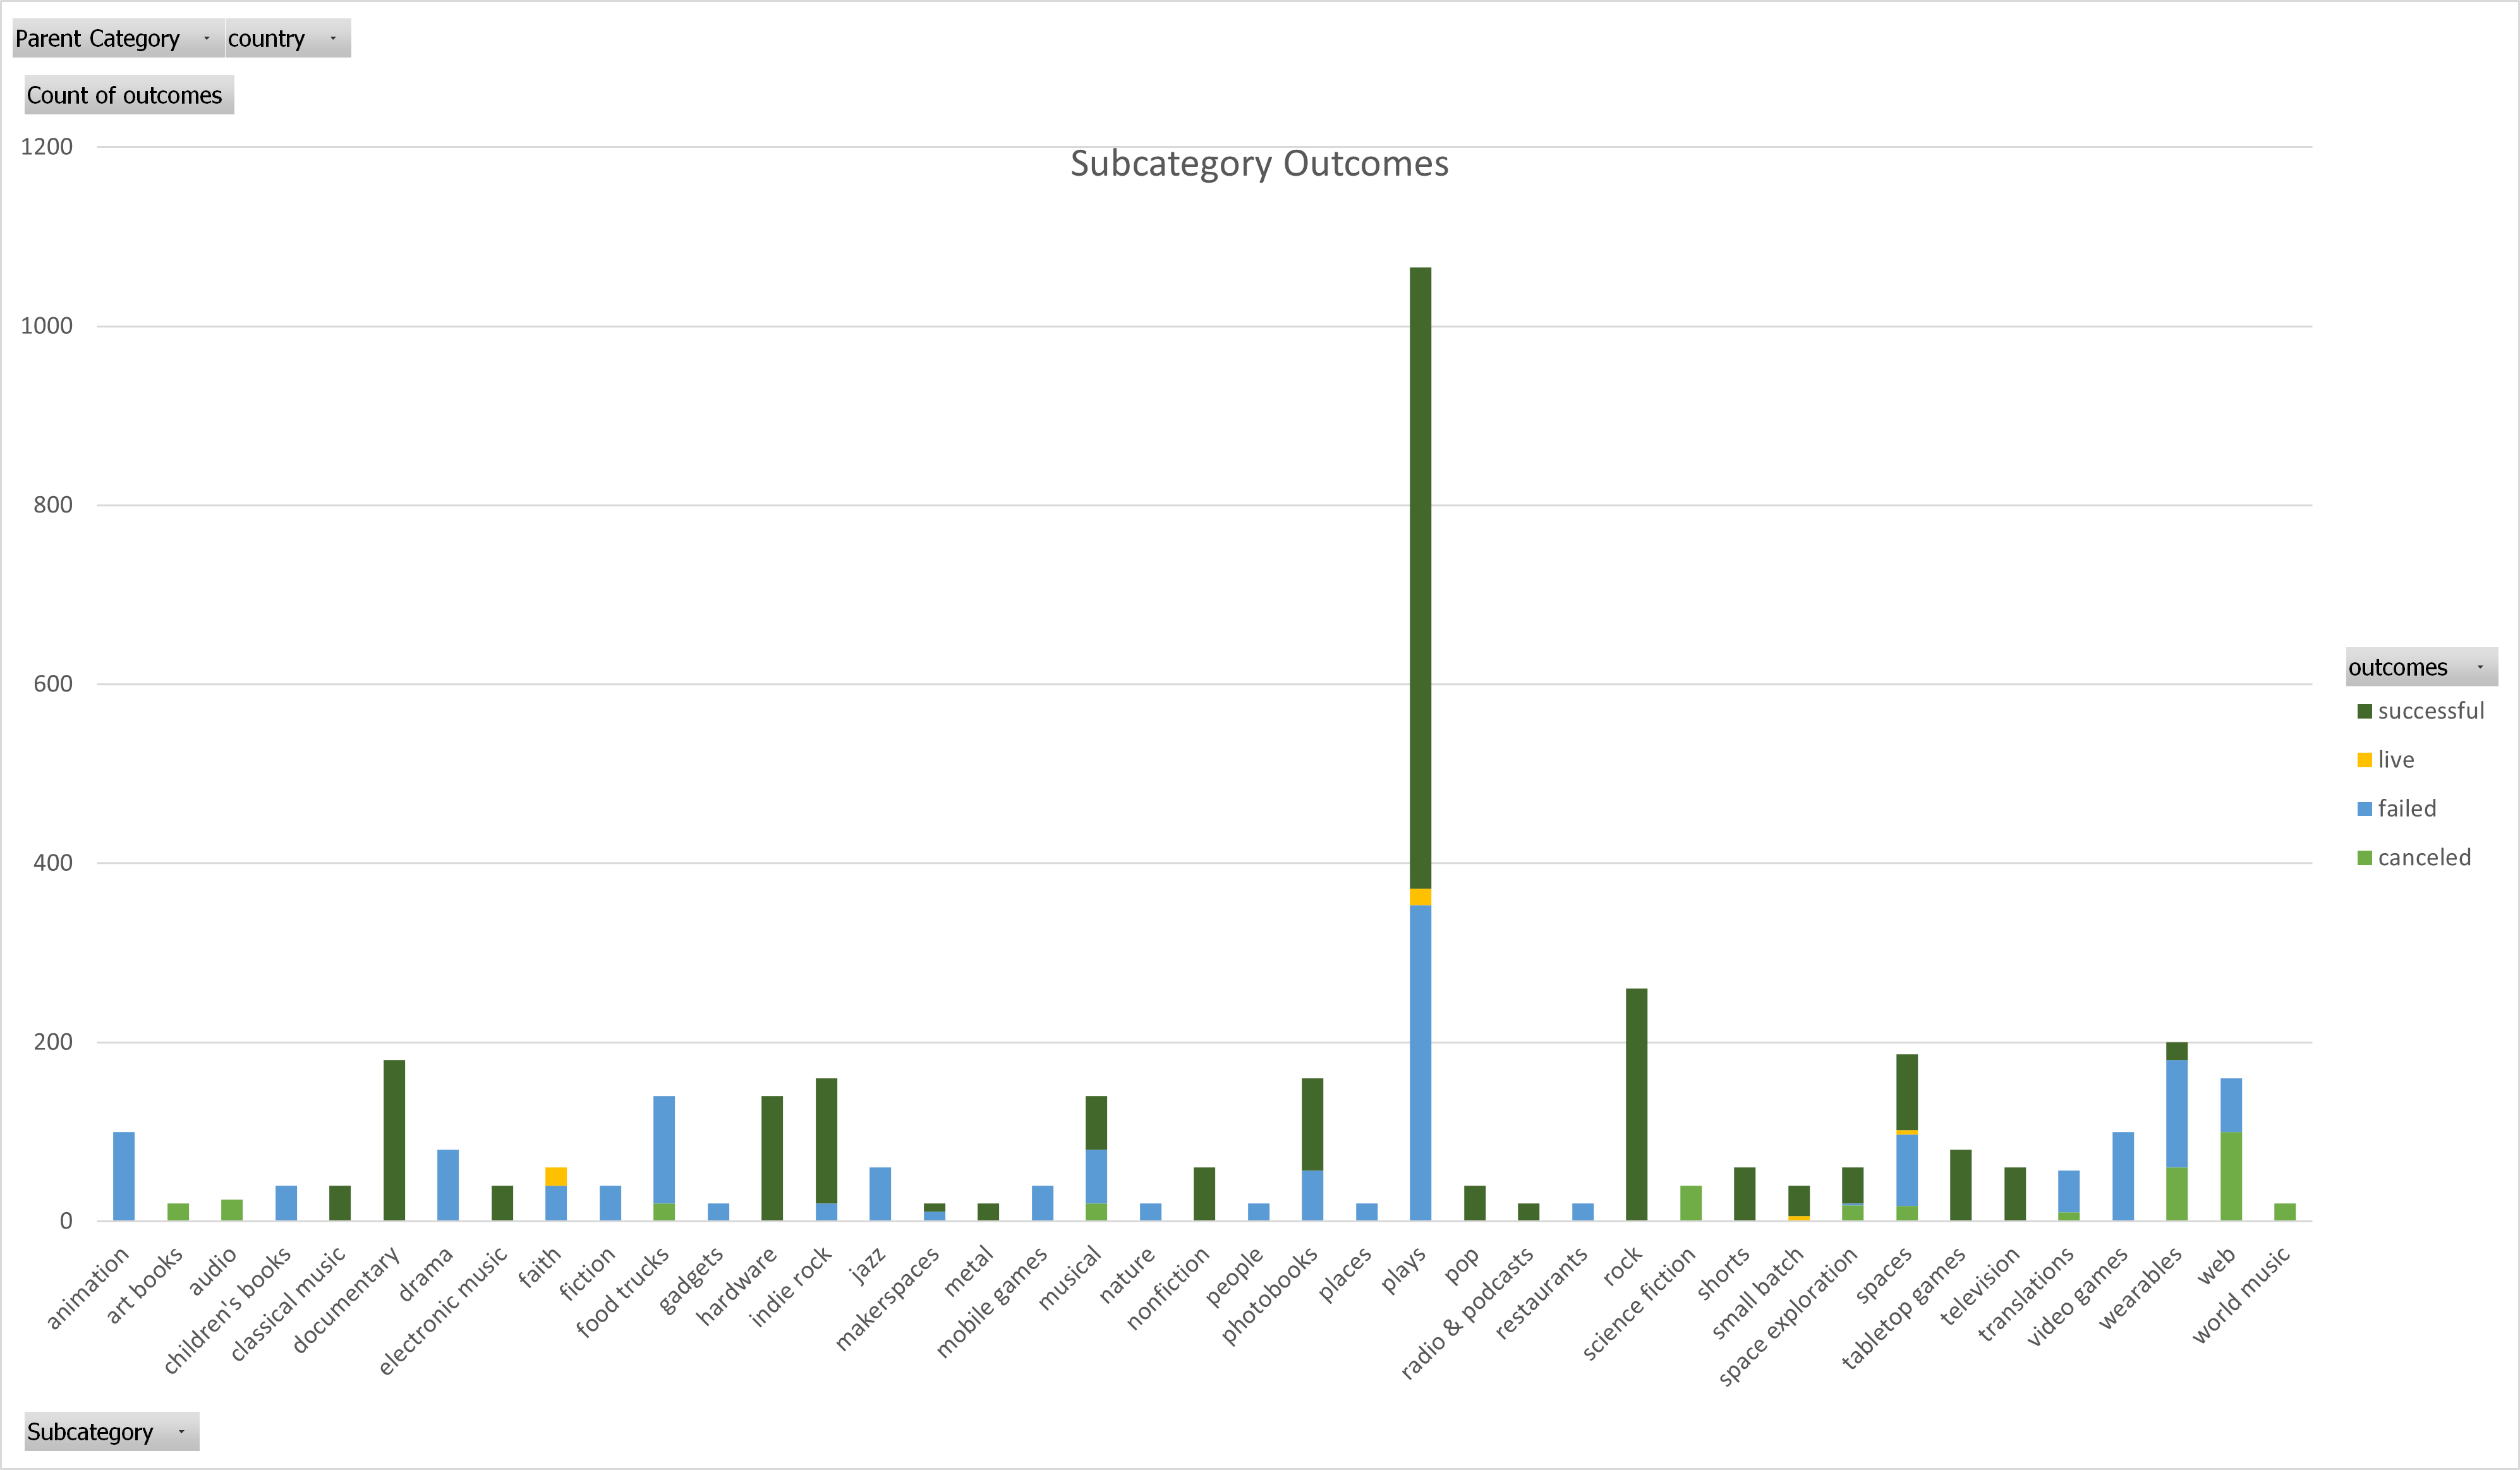 Parent Category country
Count of outcomes
Subcategory Outcomes
1200
1000
800
600
400
200
0
outcomes
successful
live
failed
canceled
animation
art books
audio
children's books
classical music
documentary
drama
electronic music
faith
fiction
food trucks
gadgets
hardware
indie rock
jazz
makerspaces
metal
mobile games
musical
nature
nonfiction
people
photobooks
places
plays
pop
radio & podcasts
restaurants
rock
science fiction
shorts
small batch
space exploration
spaces
tabletop games
television
translations
video games
wearables
web
world music
Subcategory